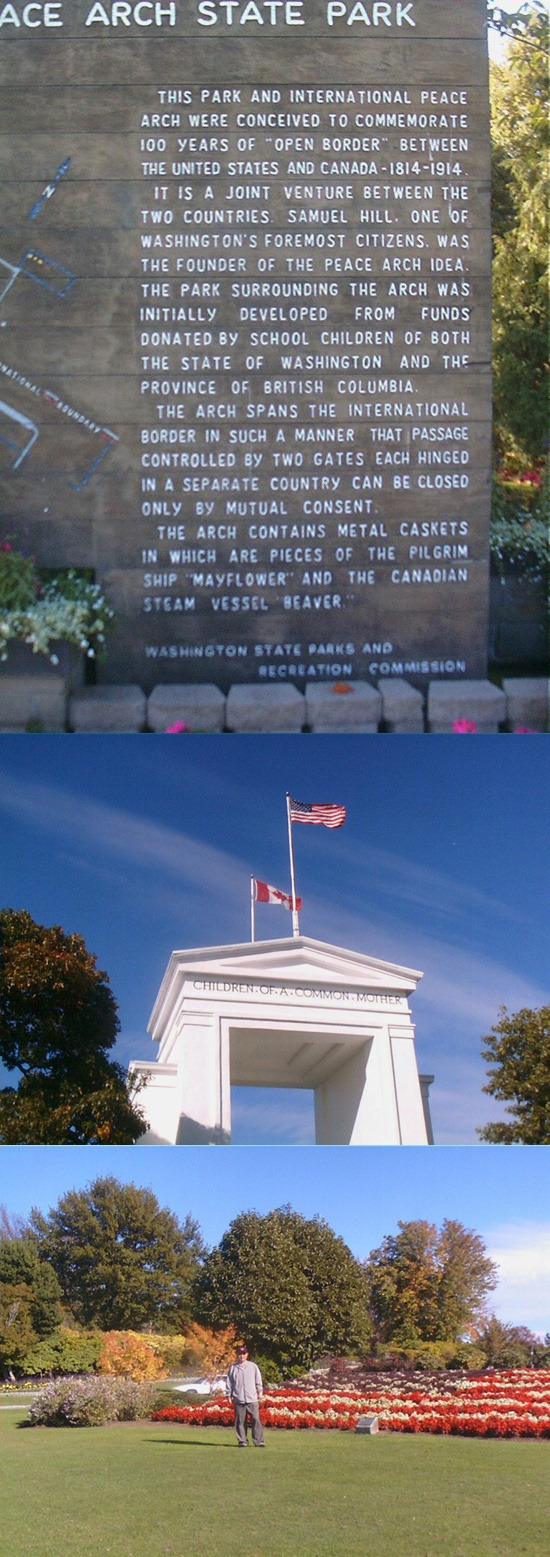 ACE ARCH STATE PARK
THIS PARK AND INTERNATIONAL PEACE
ARCH WERE CONCEIVED TO COMMEMORATE
100 YEARS OF "OPEN BORDER" BETWEEN
THE UNITED STATES AND CANADA-1814-1914.
IT IS A JOINT VENTURE BETWEEN THE
TWO COUNTRIES. SAMUEL HILL, ONE OF
WASHINGTON'S FOREMOST CITIZENS, WAS
THE FOUNDER OF THE PEACE ARCH IDEA.
THE PARK SURROUNDING THE ARCH WAS
INITIALLY DEVELOPED FROM FUNDS
DONATED BY SCHOOL CHILDREN OF BOTH
THE STATE OF WASHINGTON AND THE
PROVINCE OF BRITISH COLUMBIA.
THE ARCH SPANS THE INTERNATIONAL
BORDER IN SUCH A MANNER THAT PASSAGE
CONTROLLED BY TWO GATES EACH HINGED
IN A SEPARATE COUNTRY CAN BE CLOSED
ONLY BY MUTUAL CONSENT.
THE ARCH CONTAINS METAL CASKETS
IN WHICH ARE PIECES OF THE PILGRIM
SHIP "MAYFLOWER" AND THE CANADIAN
STEAM VESSEL "BEAVER."
WASHINGTON STATE PARKS AND
RECREATION COMMISSION
N
RNATIONAL BOUNDARY
CHILDREN·OF·A·COMMON·MOTHER